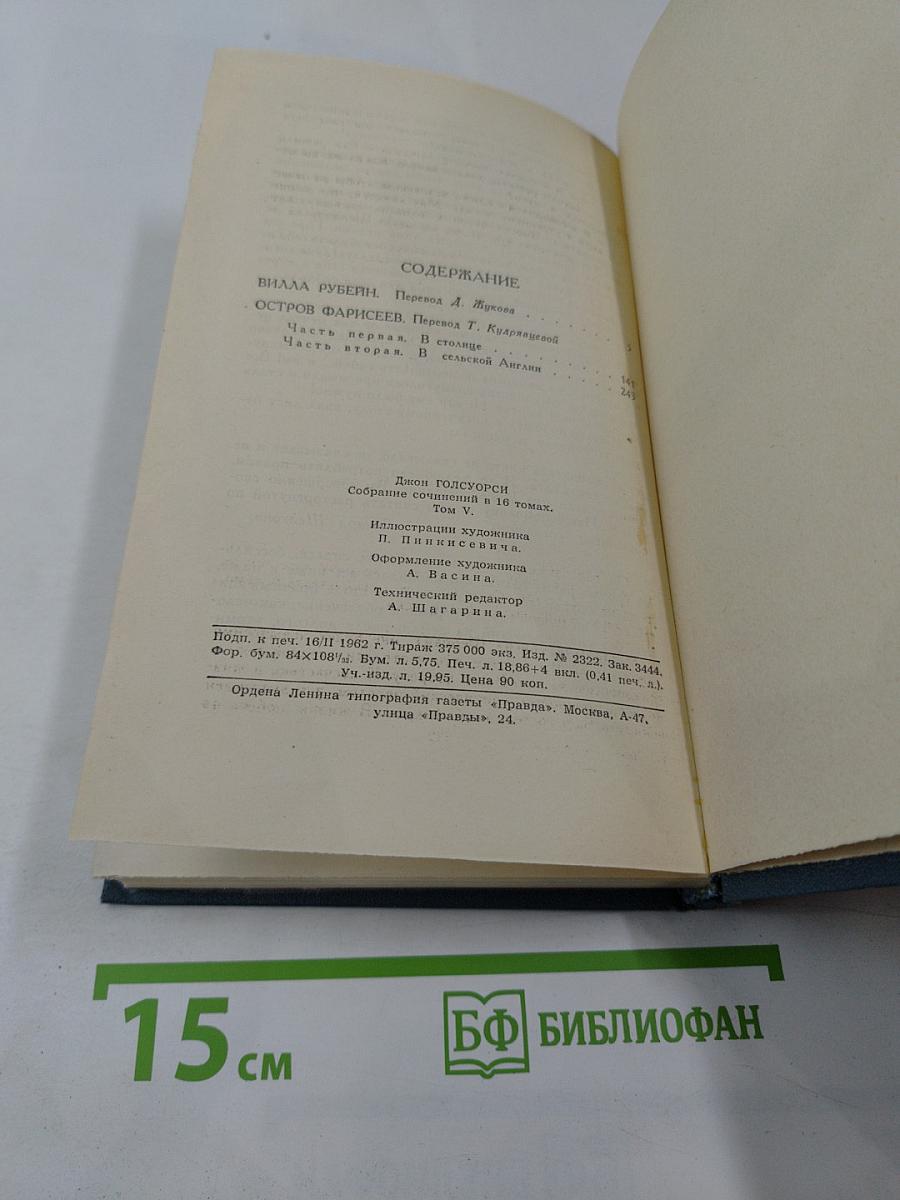 СОДЕРЖАНИЕ
ВИЛЛА РУБЕЙН. Перевод Д. Жукова . . . . . . . 5
ОСТРОВ ФАРИСЕЕВ. Перевод Т. Кудрявцевой
Часть первая. В столице . . . . . . . . 141
Часть вторая. В сельской Англии . . . . . 243
Джон ГОЛСУОРСИ
Собрание сочинений в 16 томах.
Том V.
Иллюстрации художника
П. Пинкисевича.
Оформление художника
А. Васина.
Технический редактор
А. Шагарина.
Подп. к печ. 16/II 1962 г. Тираж 375 000 экз. Изд. № 2322. Зак. 3444.
Фор. бум. 84×108¹/₃₂. Бум. л. 5,75. Печ. л. 18,86+4 вкл. (0,41 печ. л.).
Уч.-изд. л. 19,95. Цена 90 коп.
Ордена Ленина типография газеты «Правда». Москва, А-47,
улица «Правды», 24.
15 см
БФ БИБЛИОФАН